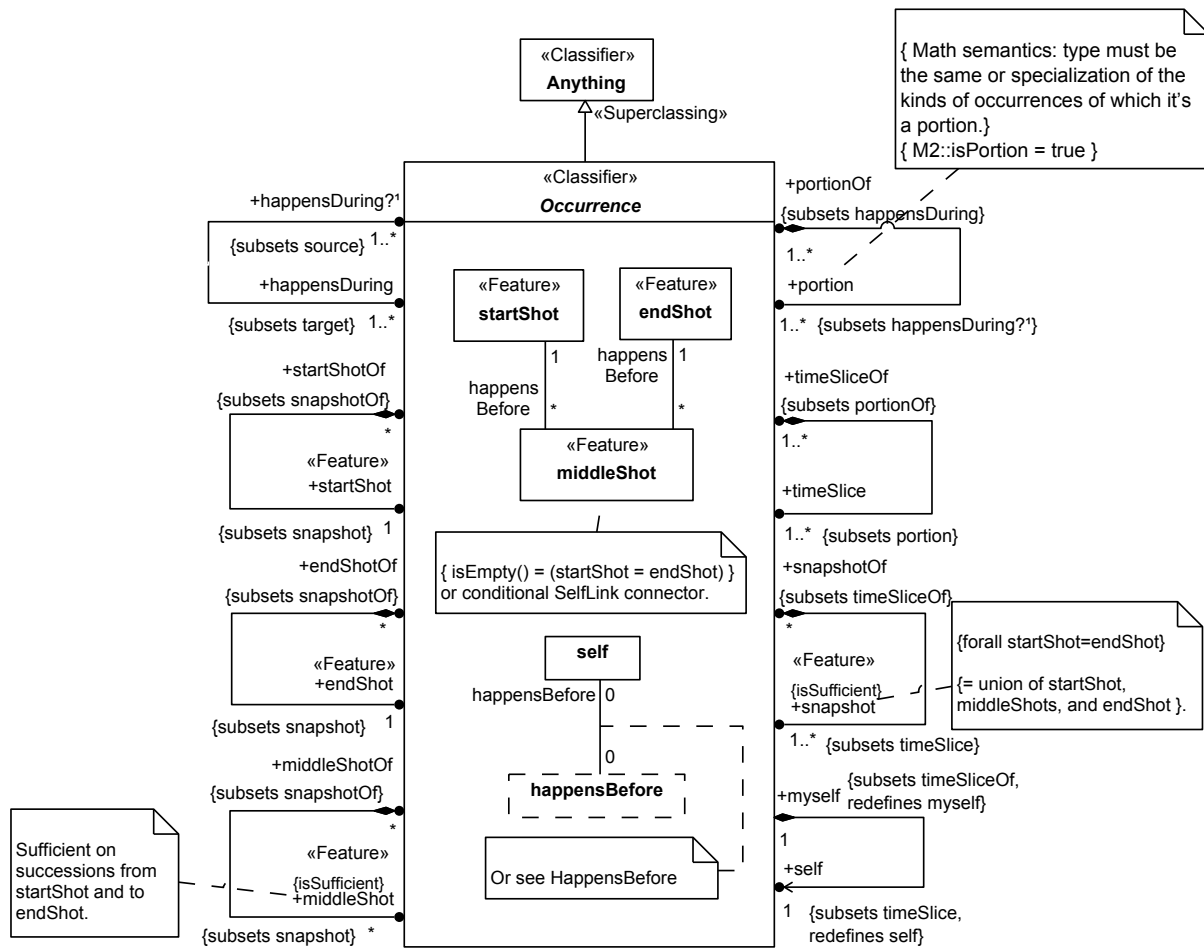 «Classifier»
Anything
«Superclassing»
{ Math semantics: type must be
the same or specialization of the
kinds of occurrences of which it’s
a portion.}
{ M2::isPortion = true }
«Classifier»
Occurrence
+happensDuring?¹
{subsets source} 1..*
+happensDuring
{subsets target} 1..*
+startShotOf
{subsets snapshotOf}
*
«Feature»
+startShot
{subsets snapshot} 1
+endShotOf
{subsets snapshotOf}
*
«Feature»
+endShot
{subsets snapshot} 1
+middleShotOf
{subsets snapshotOf}
*
«Feature»
{isSufficient}
+middleShot
{subsets snapshot} *
Sufficient on
successions from
startShot and to
endShot.
«Feature»
startShot
1
happens
Before
*
«Feature»
endShot
1
happens
Before
*
«Feature»
middleShot
{ isEmpty() = (startShot = endShot) }
or conditional SelfLink connector.
self
happensBefore 0
0
happensBefore
Or see HappensBefore
+portionOf
{subsets happensDuring}
1..*
+portion
1..* {subsets happensDuring?¹}
+timeSliceOf
{subsets portionOf}
1..*
+timeSlice
1..* {subsets portion}
+snapshotOf
{subsets timeSliceOf}
*
«Feature»
{isSufficient}
+snapshot
1..* {subsets timeSlice}
{forall startShot=endShot}
{= union of startShot,
middleShots, and endShot }.
+myself
{subsets timeSliceOf,
redefines myself}
1
+self
1 {subsets timeSlice,
redefines self}